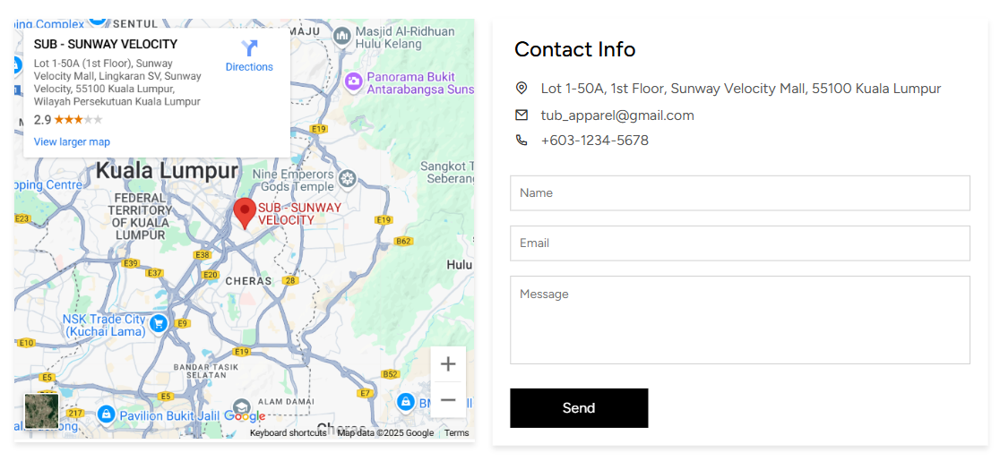 ing Complex
SENTUL
MAJU
Masjid Al-Ridhuan
Hulu Kelang
SUB - SUNWAY VELOCITY
Lot 1-50A (1st Floor), Sunway
Velocity Mall, Lingkaran SV, Sunway
Velocity, 55100 Kuala Lumpur,
Wilayah Persekutuan Kuala Lumpur
2.9
View larger map
Directions
Panorama Bukit
Antarabangsa Suns
E12
E19
Kuala Lumpur
Nine Emperors
Gods Temple
Sangkot T
Seberang
pping Centre
FEDERAL
TERRITORY
OF KUALA
LUMPUR
SUB - SUNWAY
VELOCITY
E23
E19
B62
E38
E39
E37
E20
Hulu
CHERAS
28
NSK Trade City
(Kuchai Lama)
E9
E10
E19
BANDAR TASIK
SELATAN
B52
E5
E5
E7
ALAM DAMAI
217
Pavilion Bukit Jalil
Google
Cheras
Keyboard shortcuts
Map data ©2025 Google
Terms
Contact Info
Lot 1-50A, 1st Floor, Sunway Velocity Mall, 55100 Kuala Lumpur
tub_apparel@gmail.com
+603-1234-5678
Name
Email
Message
Send